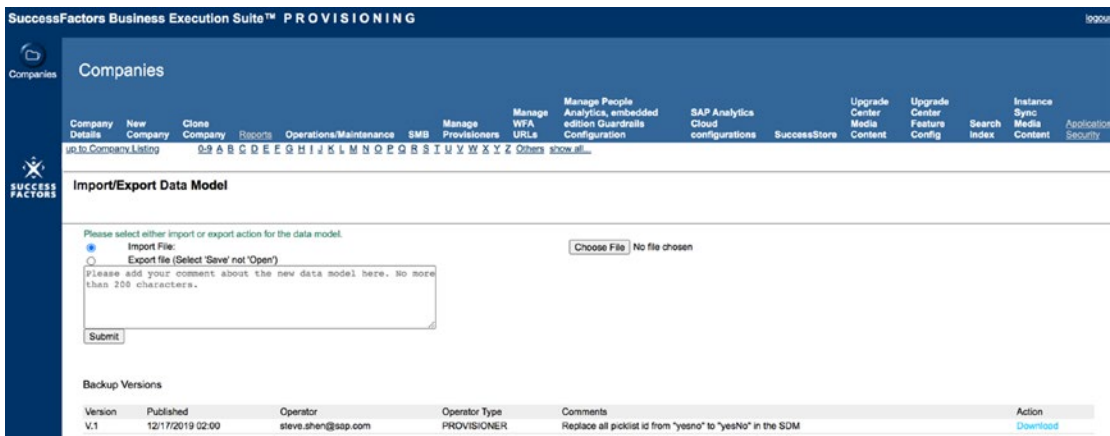 SuccessFactors Business Execution Suite™ PROVISIONING
logou
Companies
Companies
Company Details
New Company
Clone Company
Reports
Operations/Maintenance
SMB
Manage Provisioners
Manage WFA URLs
Manage People Analytics, embedded edition Guardrails Configuration
SAP Analytics Cloud configurations
SuccessStore
Upgrade Center Media Content
Upgrade Center Feature Config
Search Index
Instance Sync Media Content
Application Security
up to Company Listing 0-9 A B C D E F G H I J K L M N O P Q R S T U V W X Y Z Others show all...
SUCCESS FACTORS
Import/Export Data Model
Please select either import or export action for the data model.
Import File: Choose File No file chosen
Export file (Select 'Save' not 'Open')
Please add your comment about the new data model here. No more
than 200 characters.
Submit
Backup Versions
Version Published Operator Operator Type Comments Action
V.1 12/17/2019 02:00 steve.shen@sap.com PROVISIONER Replace all picklist id from "yesno" to "yesNo" in the SDM Download